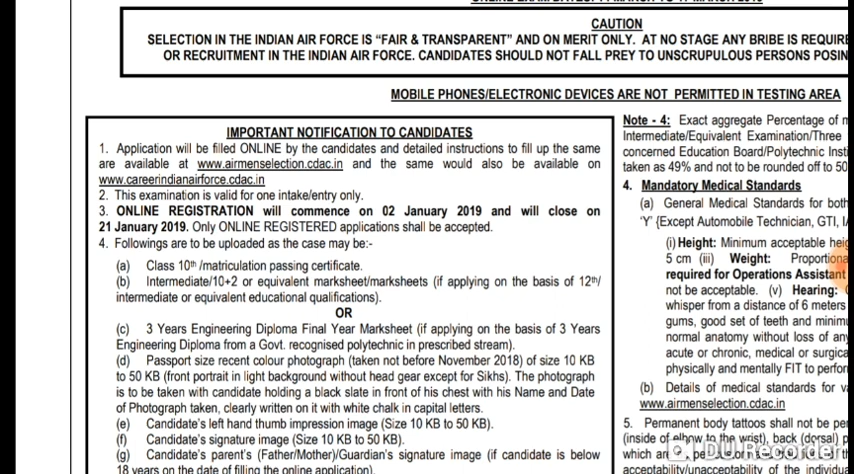 CAUTION
SELECTION IN THE INDIAN AIR FORCE IS “FAIR & TRANSPARENT” AND ON MERIT ONLY. AT NO STAGE ANY BRIBE IS
OR RECRUITMENT IN THE INDIAN AIR FORCE. CANDIDATES SHOULD NOT FALL PREY TO UNSCRUPULOUS PERSONS
MOBILE PHONES/ELECTRONIC DEVICES ARE NOT PERMITTED IN TESTING AREA
IMPORTANT NOTIFICATION TO CANDIDATES
1. Application will be filled ONLINE by the candidates and detailed instructions to fill up the same
are available at www.airmenselection.cdac.in and the same would also be available on
www.careerindianairforce.cdac.in
2. This examination is valid for one intake/entry only.
3. ONLINE REGISTRATION will commence on 02 January 2019 and will close on
21 January 2019. Only ONLINE REGISTERED applications shall be accepted.
4. Followings are to be uploaded as the case may be:-
(a) Class 10th /matriculation passing certificate.
(b) Intermediate/10+2 or equivalent marksheet/marksheets (if applying on the basis of 12th/
intermediate or equivalent educational qualifications).
OR
(c) 3 Years Engineering Diploma Final Year Marksheet (if applying on the basis of 3 Years
Engineering Diploma from a Govt. recognised polytechnic in prescribed stream).
(d) Passport size recent colour photograph (taken not before November 2018) of size 10 KB
to 50 KB (front portrait in light background without head gear except for Sikhs). The photograph
is to be taken with candidate holding a black slate in front of his chest with his Name and Date
of Photograph taken, clearly written on it with white chalk in capital letters.
(e) Candidate's left hand thumb impression image (Size 10 KB to 50 KB).
(f) Candidate's signature image (Size 10 KB to 50 KB).
(g) Candidate's parent's (Father/Mother)/Guardian's signature image (if candidate is below
18 years on the date of filling the online application).
Note - 4: Exact aggregate Percentage of
Intermediate/Equivalent Examination/Three
concerned Education Board/Polytechnic
taken as 49% and not to be rounded off to 50
4. Mandatory Medical Standards
(a) General Medical Standards for both
'Y' {Except Automobile Technician, GTI,
(i) Height: Minimum acceptable
5 cm (iii) Weight:
required for Operations Assistant
not be acceptable. (v) Hearing:
whisper from a distance of 6 meters
gums, good set of teeth and
normal anatomy without loss of
acute or chronic, medical or
physically and mentally FIT to
(b) Details of medical standards for
www.airmenselection.cdac.in
5. Permanent body tattoos shall not be
(inside of elbow to the wrist), back (dorsal)
which
acceptability/unacceptability of the
DU Recorder